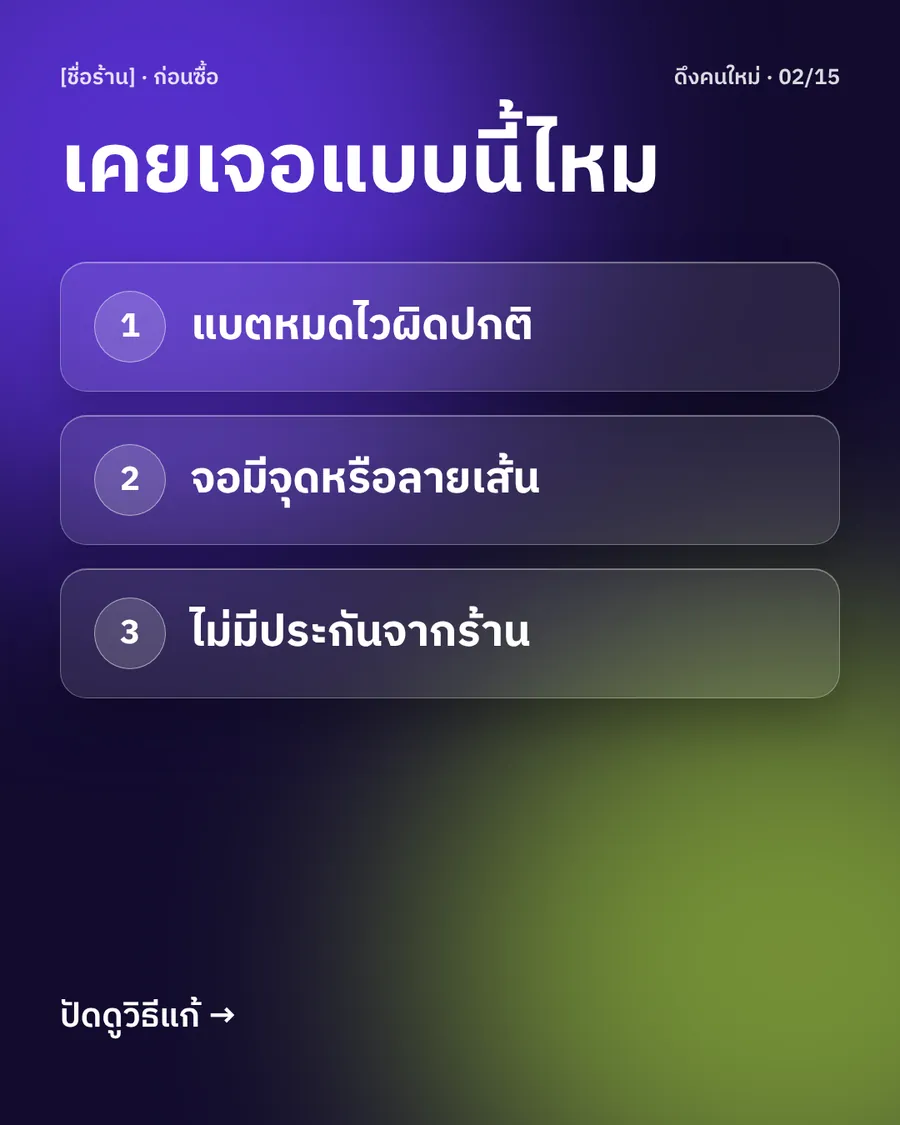 [ชื่อร้าน] · ก่อนซื้อ
ดึงคนใหม่ · 02/15
เคยเจอแบบนี้ไหม
1 แบตหมดไวผิดปกติ
2 จอมีจุดหรือลายเส้น
3 ไม่มีประกันจากร้าน
ปัดดูวิธีแก้ →